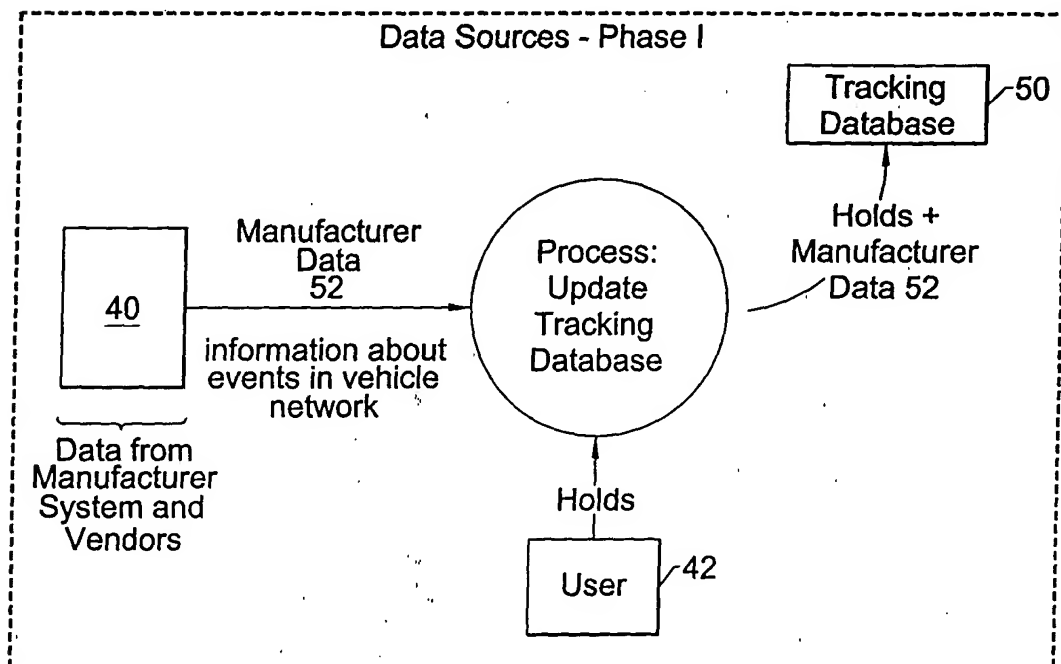 Data Sources - Phase I
Tracking
Database
50
Manufacturer
Data
52
40
information about
events in vehicle
network
Data from
Manufacturer
System and
Vendors
Process:
Update
Tracking
Database
Holds +
Manufacturer
Data 52
Holds
User
42